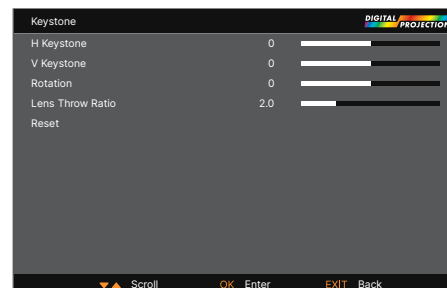 Keystone
DIGITAL
PROJECTION
H Keystone 0
V Keystone 0
Rotation 0
Lens Throw Ratio 2.0
Reset
Scroll OK Enter EXIT Back